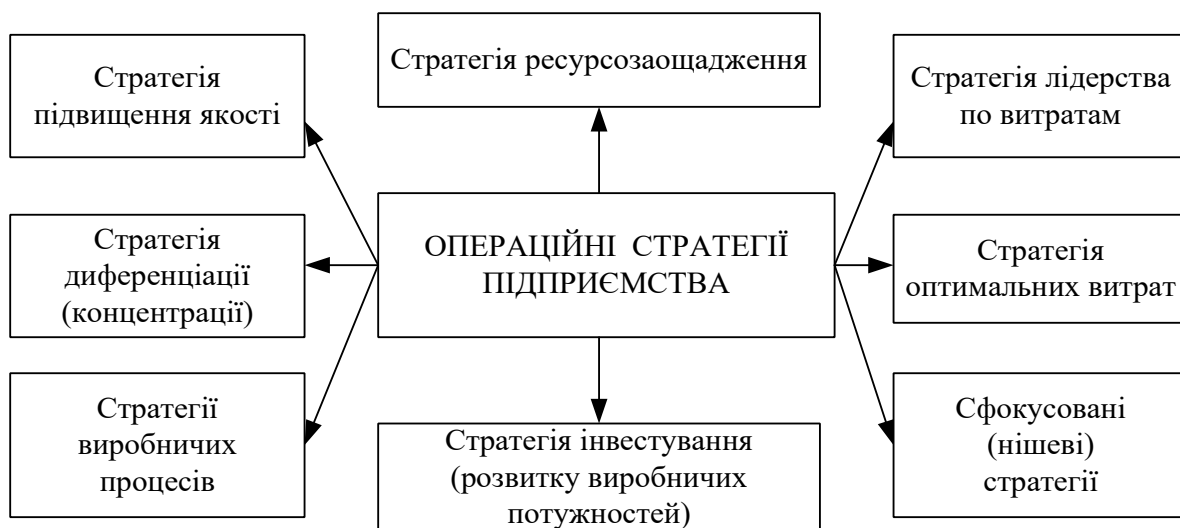 Стратегія
підвищення якості
Стратегія ресурсозаощадження
Стратегія лідерства
по витратам
Стратегія
диференціації
(концентрації)
ОПЕРАЦІЙНІ СТРАТЕГІЇ
ПІДПРИЄМСТВА
Стратегія
оптимальних витрат
Стратегії
виробничих
процесів
Стратегія інвестування
(розвитку виробничих
потужностей)
Сфокусовані
(нішеві)
стратегії